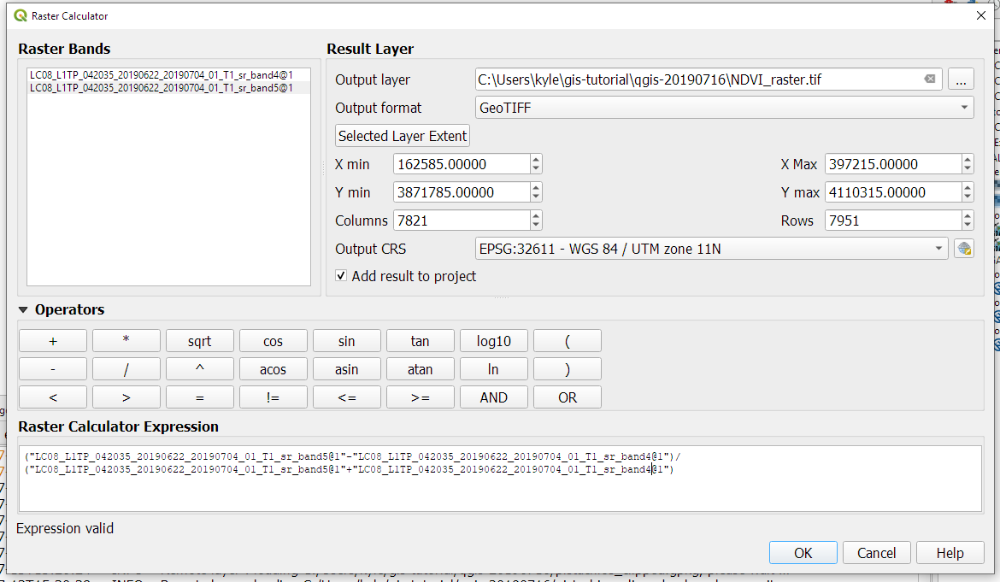 Raster Calculator
Raster Bands
LC08_L1TP_042035_20190622_20190704_01_T1_sr_band4@1
LC08_L1TP_042035_20190622_20190704_01_T1_sr_band5@1
Result Layer
Output layer
C:\Users\kyle\gis-tutorial\qgis-20190716\NDVI_raster.tif
...
Output format
GeoTIFF
Selected Layer Extent
X min 162585.00000 X Max 397215.00000
Y min 3871785.00000 Y max 4110315.00000
Columns 7821 Rows 7951
Output CRS EPSG:32611 - WGS 84 / UTM zone 11N
Add result to project
Operators
+ * sqrt cos sin tan log10 (
- / ^ acos asin atan ln )
< > = != <= >= AND OR
Raster Calculator Expression
("LC08_L1TP_042035_20190622_20190704_01_T1_sr_band5@1"-"LC08_L1TP_042035_20190622_20190704_01_T1_sr_band4@1")/
("LC08_L1TP_042035_20190622_20190704_01_T1_sr_band5@1"+"LC08_L1TP_042035_20190622_20190704_01_T1_sr_band4@1")
Expression valid
OK Cancel Help